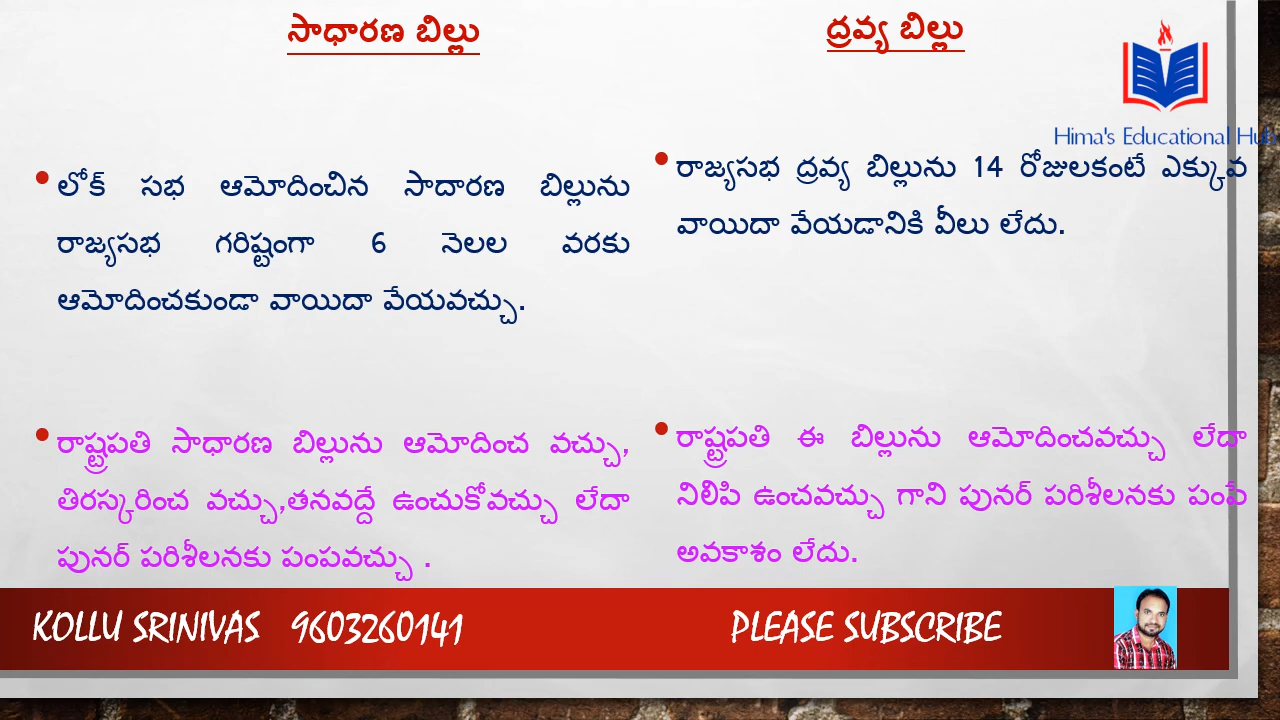 సాధారణ బిల్లు
ద్రవ్య బిల్లు
Hima's Educational Hub
లోక్ సభ ఆమోదించిన సాదారణ బిల్లును
రాజ్యసభ గరిష్టంగా 6 నెలల వరకు
ఆమోదించకుండా వాయిదా వేయవచ్చు.
రాష్ట్రపతి సాధారణ బిల్లును ఆమోదించ వచ్చు,
తిరస్కరించ వచ్చు,తనవద్దే ఉంచుకోవచ్చు లేదా
పునర్ పరిశీలనకు పంపవచ్చు .
రాజ్యసభ ద్రవ్య బిల్లును 14 రోజులకంటే ఎక్కువ
వాయిదా వేయడానికి వీలు లేదు.
రాష్ట్రపతి ఈ బిల్లును ఆమోదించవచ్చు లేదా
నిలిపి ఉంచవచ్చు గాని పునర్ పరిశీలనకు పంపే
అవకాశం లేదు.
KOLLU SRINIVAS 9603260141
PLEASE SUBSCRIBE